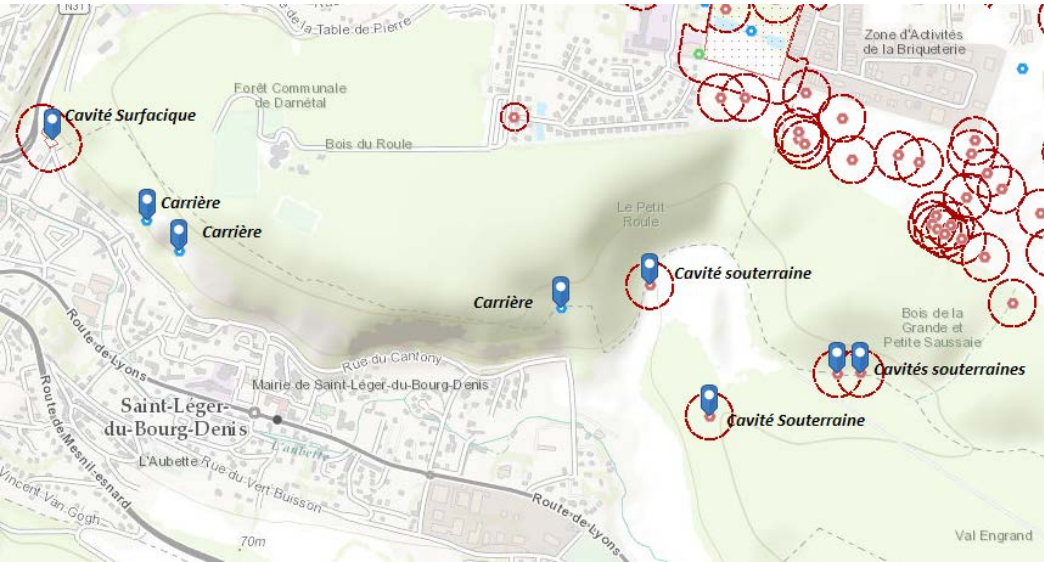 N31
de la Table de Pierre
Zone d'Activités
de la Briqueterie
Forêt Communale
de Darnétal
Cavité Surfacique
Bois du Roule
Carrière
Le Petit
Roule
Carrière
Cavité souterraine
Carrière
Bois de la
Grande et
Petite Saussaie
Route de Lyons
Rue du Cantony
Cavités souterraines
Mairie de Saint-Léger-du-Bourg-Denis
Route de Mesnil-esnard
Saint-Léger-
du-Bourg-Denis
Cavité Souterraine
L'aubette
L'Aubette
Rue du Vert-Buisson
Vincent Van Gogh
Route de Lyons
70m
Val Engrand